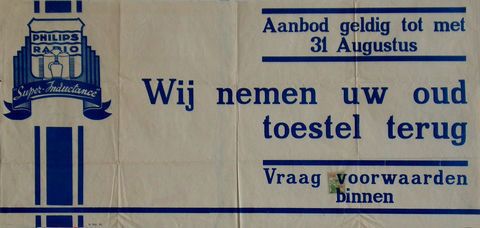 PHILIPS
RADIO
"Super-Inductance"
Aanbod geldig tot met
31 Augustus
Wij nemen uw oud
toestel terug
Vraag voorwaarden
binnen